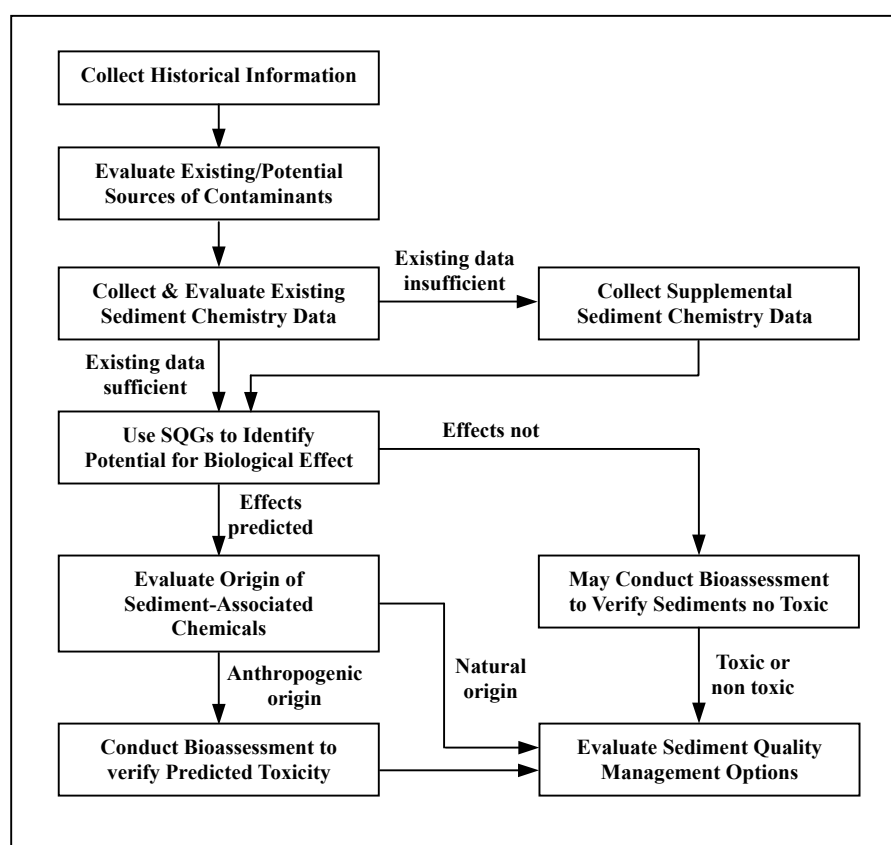 Collect Historical Information
Evaluate Existing/Potential
Sources of Contaminants
Collect & Evaluate Existing
Sediment Chemistry Data
Existing data
insufficient
Collect Supplemental
Sediment Chemistry Data
Existing data
sufficient
Use SQGs to Identify
Potential for Biological Effect
Effects not
Effects
predicted
Evaluate Origin of
Sediment-Associated
Chemicals
May Conduct Bioassessment
to Verify Sediments no Toxic
Anthropogenic
origin
Natural
origin
Toxic or
non toxic
Conduct Bioassessment to
verify Predicted Toxicity
Evaluate Sediment Quality
Management Options